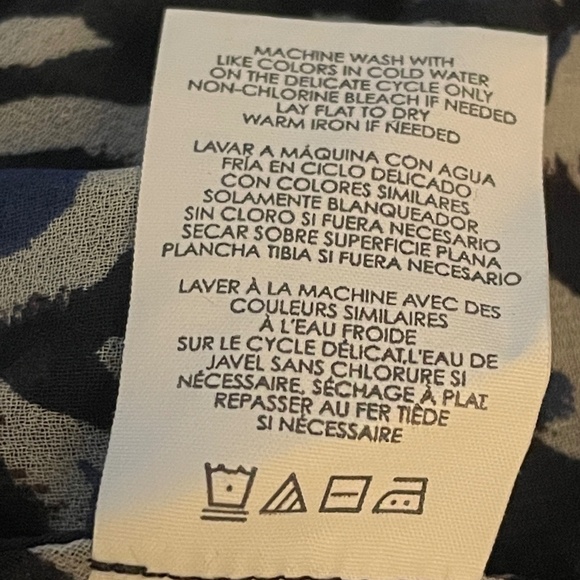 MACHINE WASH WITH
LIKE COLORS IN COLD WATER
ON THE DELICATE CYCLE ONLY
NON-CHLORINE BLEACH IF NEEDED
LAY FLAT TO DRY
WARM IRON IF NEEDED
LAVAR A MÁQUINA CON AGUA
FRÍA EN CICLO DELICADO
CON COLORES SIMILARES
SOLAMENTE BLANQUEADOR
SIN CLORO SI FUERA NECESARIO
SECAR SOBRE SUPERFICIE PLANA
PLANCHA TIBIA SI FUERA NECESARIO
LAVER À LA MACHINE AVEC DES
COULEURS SIMILAIRES
À L'EAU FROIDE
SUR LE CYCLE DÉLICAT.L'EAU DE
JAVEL SANS CHLORURE SI
NÉCESSAIRE, SÉCHAGE À PLAT.
REPASSER AU FER TIÈDE
SI NÉCESSAIRE